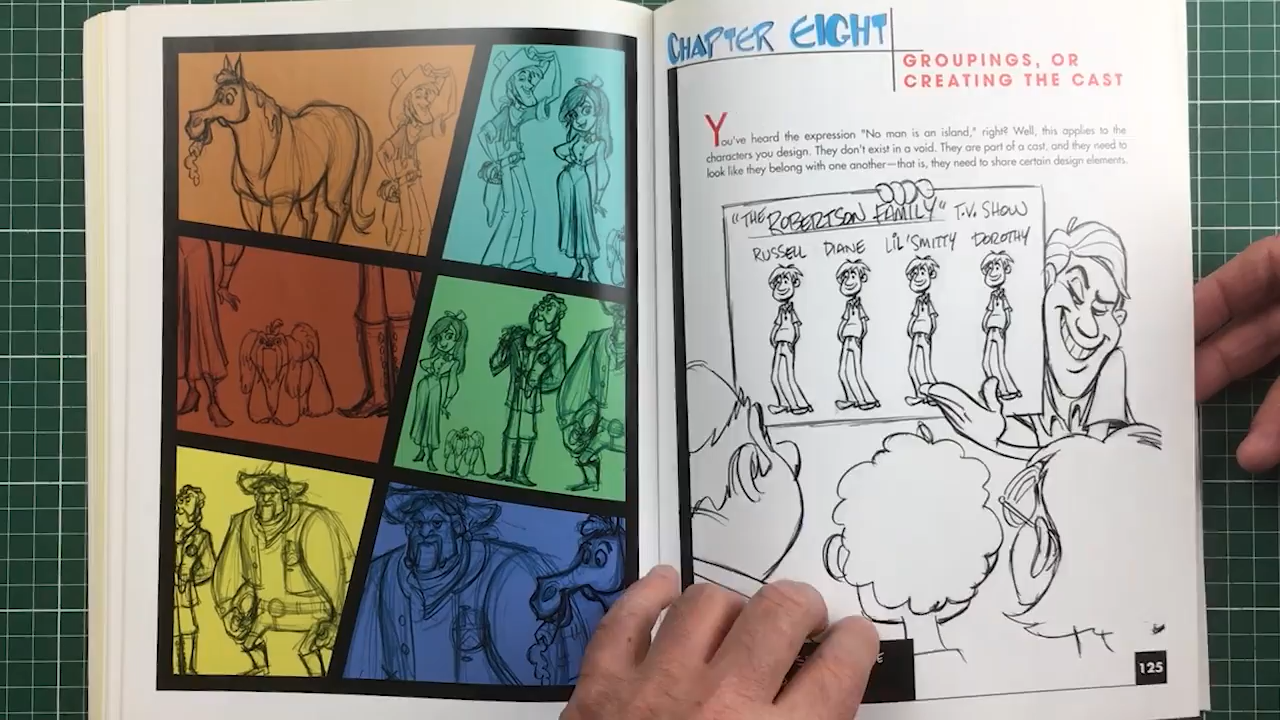 CHAPTER EIGHT
GROUPINGS, OR
CREATING THE CAST
You've heard the expression "No man is an island," right? Well, this applies to the
characters you design. They don't exist in a void. They are part of a cast, and they need to
look like they belong with one another—that is, they need to share certain design elements.
"THE ROBERTSON FAMILY" T.V. SHOW
RUSSELL DIANE LIL' SMITTY DOROTHY
125